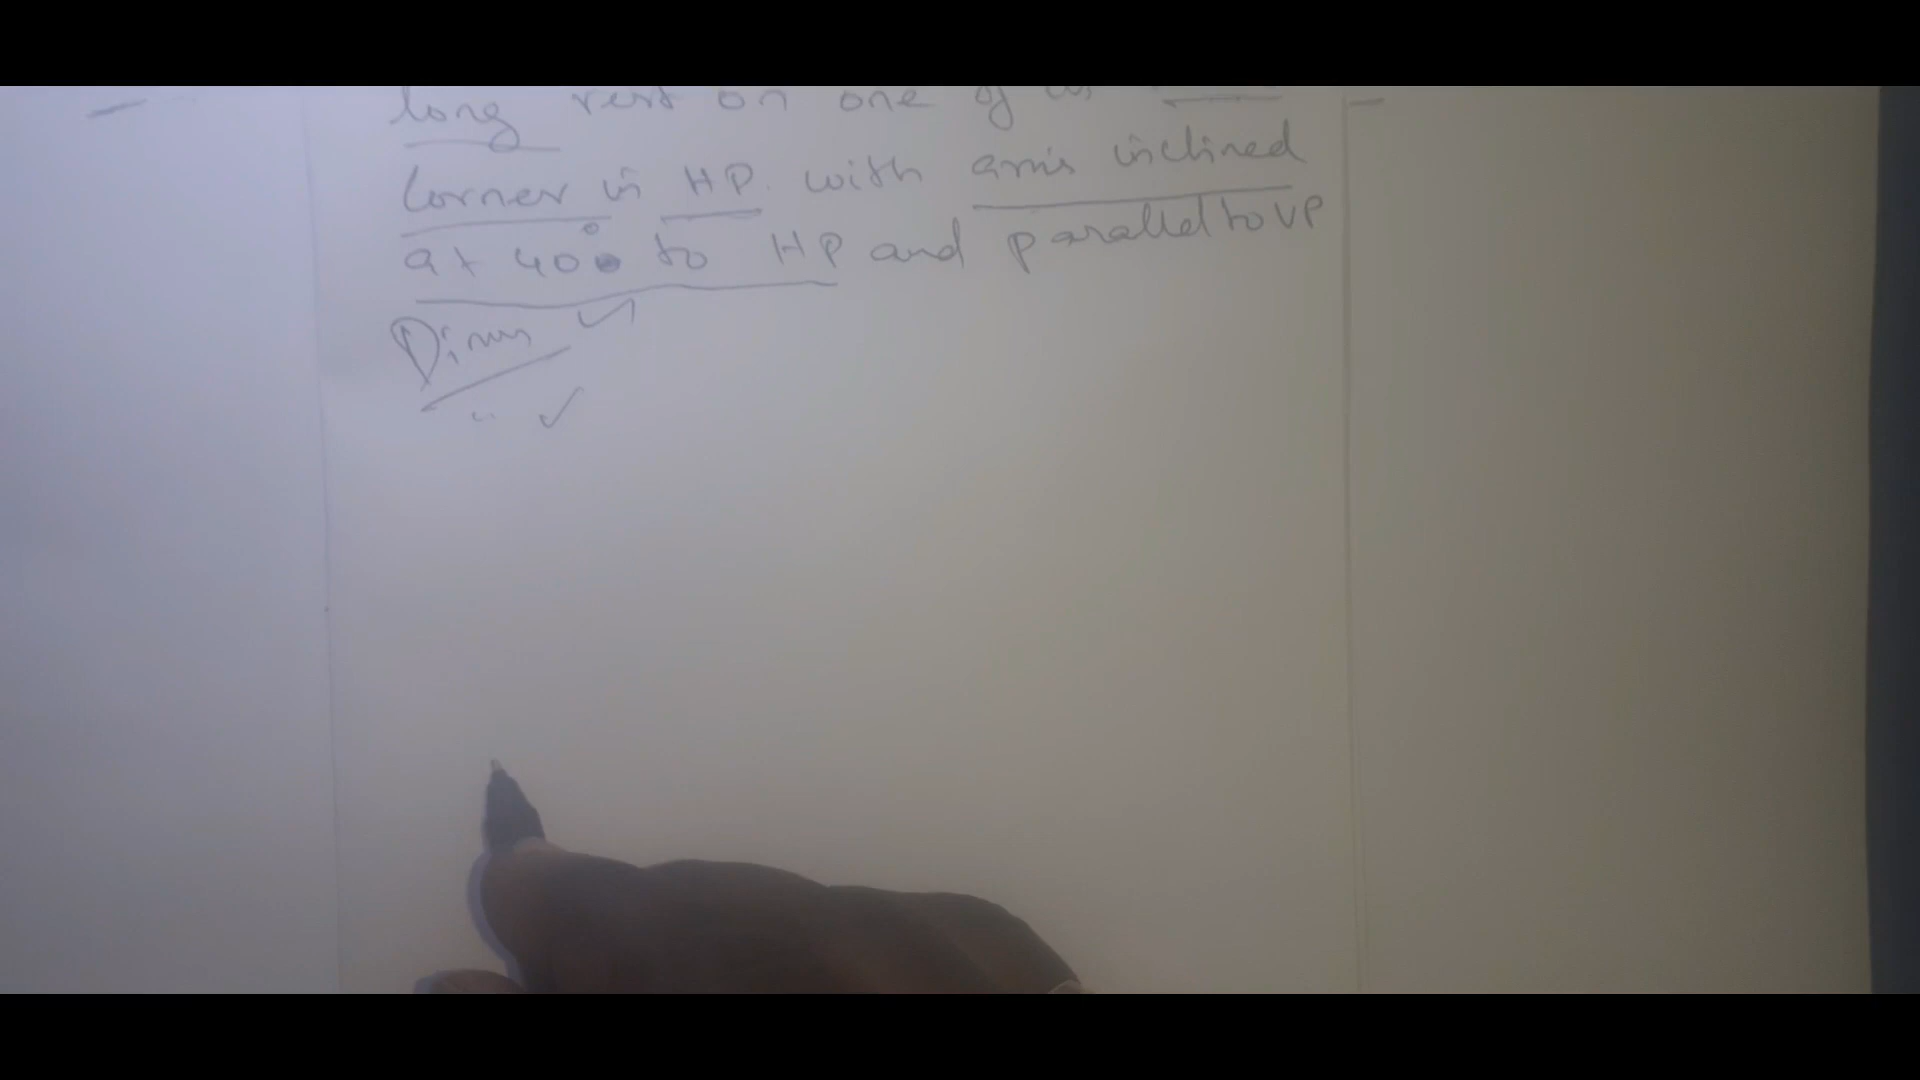 long rest on one of its
Corner in HP with axis inclined
at 40° to HP and parallel to VP
Dims